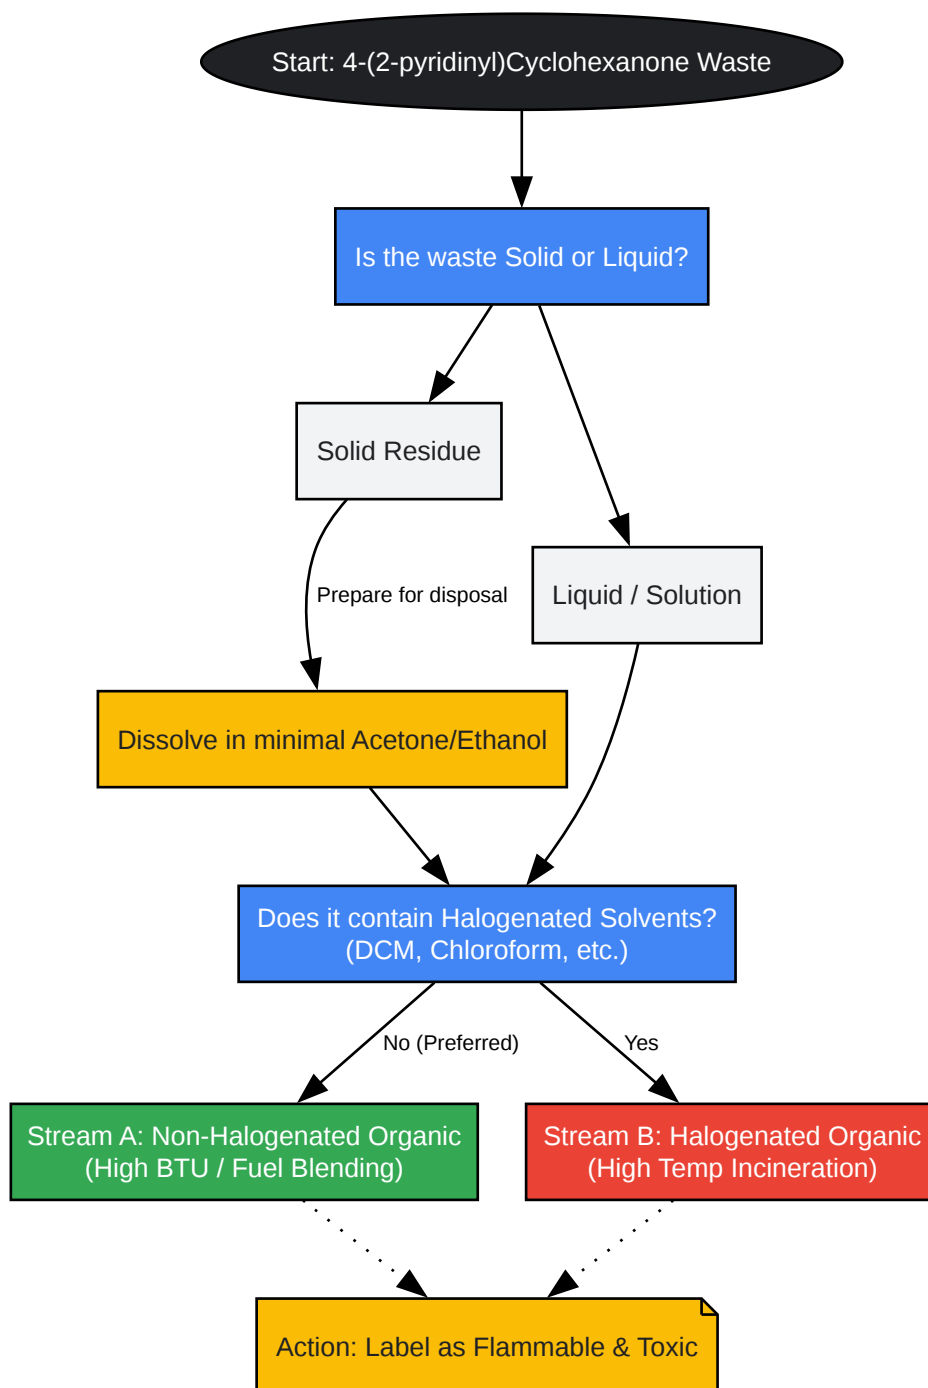 Start: 4-(2-pyridinyl)Cyclohexanone Waste
Is the waste Solid or Liquid?
Solid Residue
Prepare for disposal
Liquid / Solution
Dissolve in minimal Acetone/Ethanol
Does it contain Halogenated Solvents?
(DCM, Chloroform, etc.)
No (Preferred)
Yes
Stream A: Non-Halogenated Organic
(High BTU / Fuel Blending)
Stream B: Halogenated Organic
(High Temp Incineration)
Action: Label as Flammable & Toxic